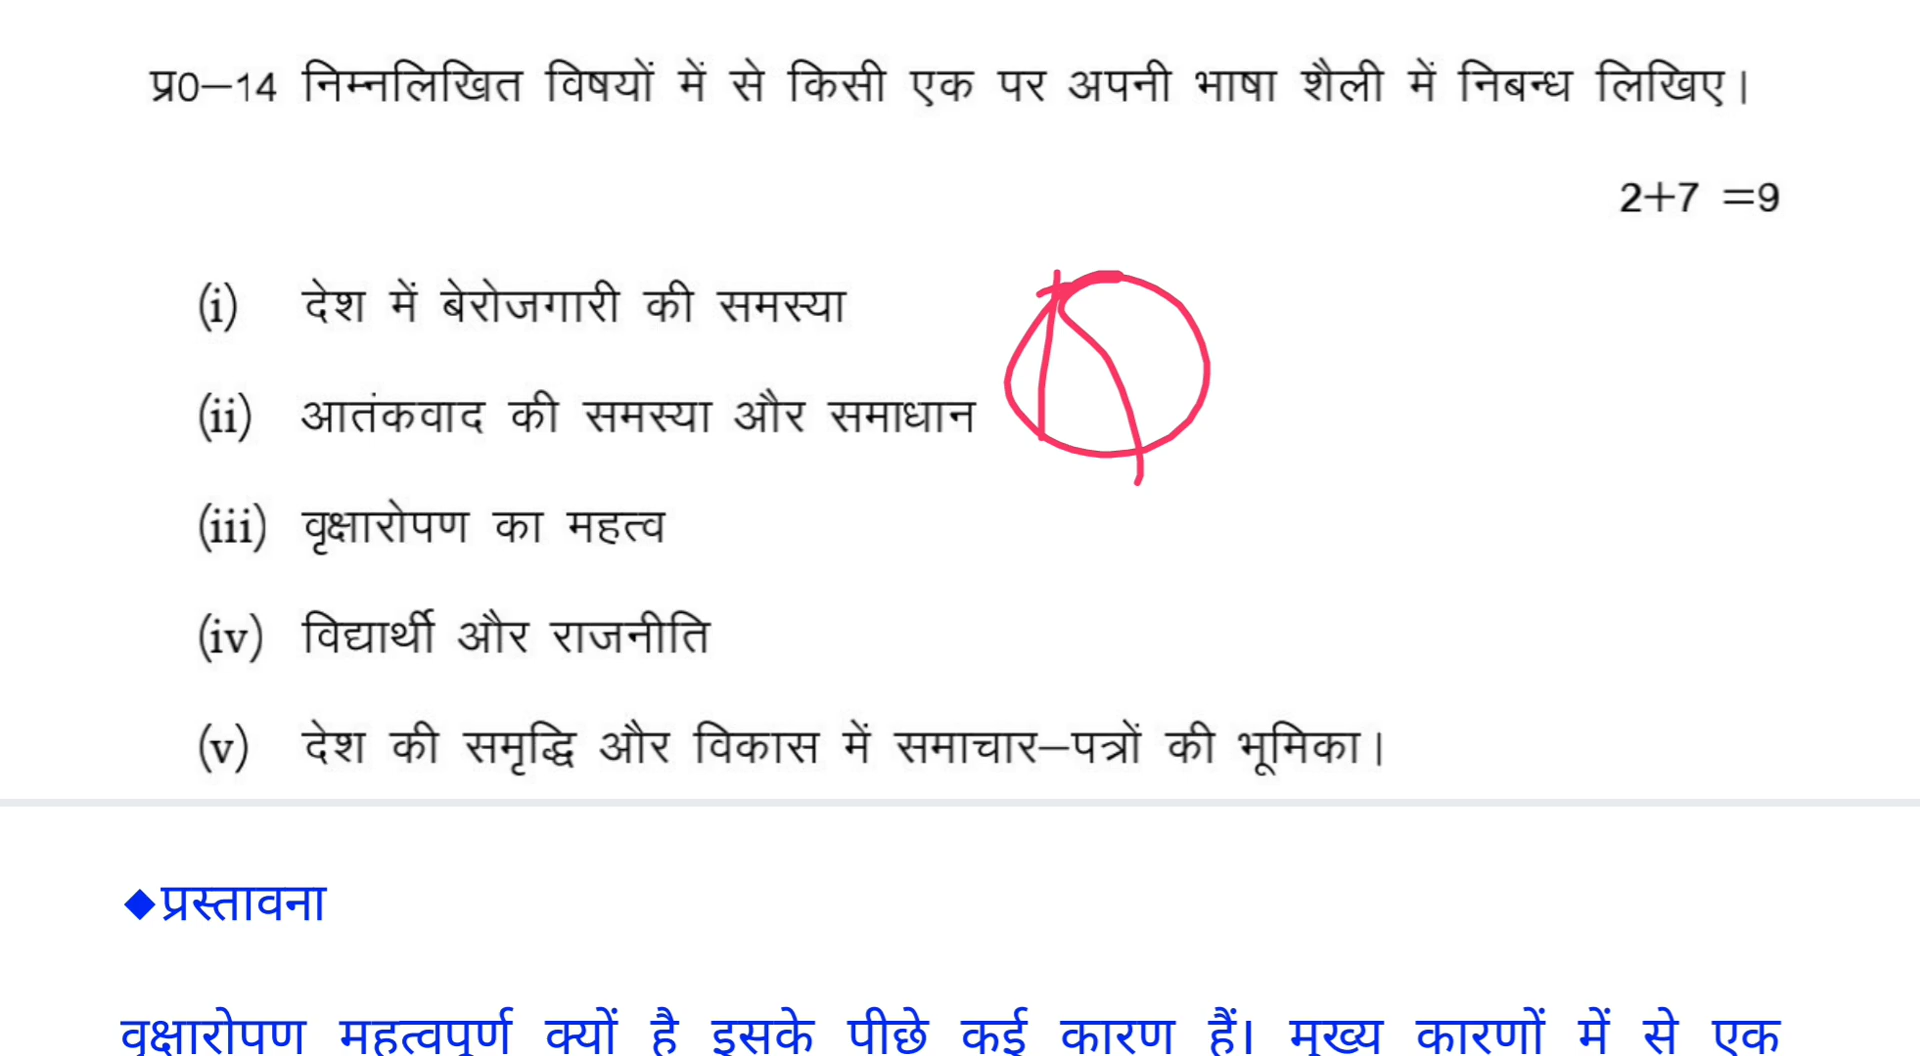 प्र0–14 निम्नलिखित विषयों में से किसी एक पर अपनी भाषा शैली में निबन्ध लिखिए।
2+7 =9
(i) देश में बेरोजगारी की समस्या
(ii) आतंकवाद की समस्या और समाधान
(iii) वृक्षारोपण का महत्व
(iv) विद्यार्थी और राजनीति
(v) देश की समृद्धि और विकास में समाचार–पत्रों की भूमिका।
◆प्रस्तावना
वृक्षारोपण महत्वपूर्ण क्यों है इसके पीछे कई कारण हैं। मुख्य कारणों में से एक